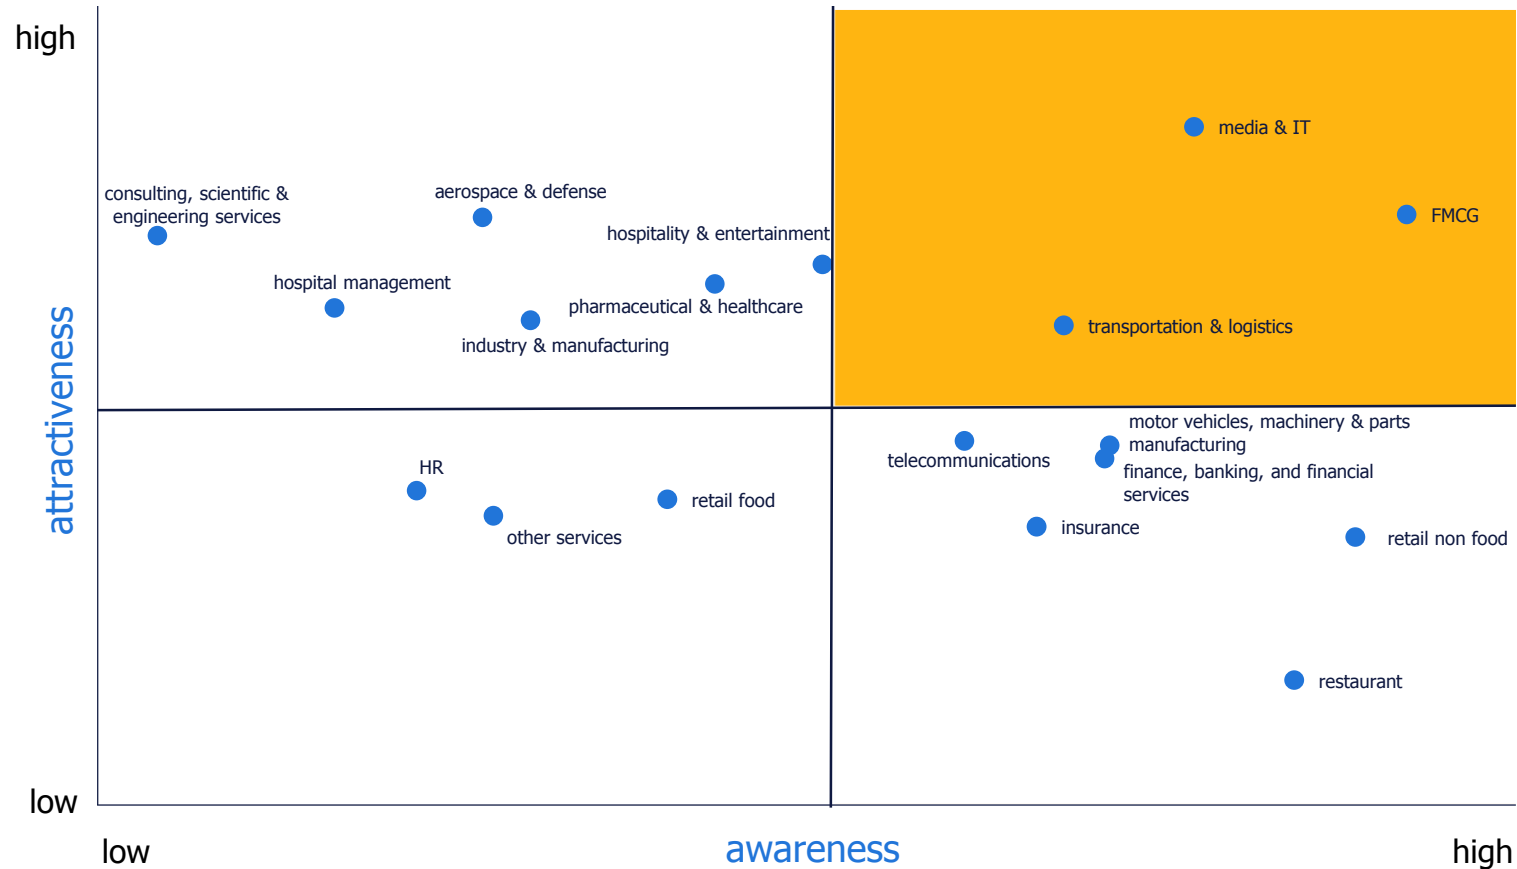 high
media & IT
consulting, scientific &
engineering services
aerospace & defense
FMCG
hospitality & entertainment
hospital management
pharmaceutical & healthcare
transportation & logistics
industry & manufacturing
attractiveness
motor vehicles, machinery & parts
manufacturing
telecommunications
finance, banking, and financial
services
HR
retail food
other services
insurance
retail non food
restaurant
low
low
awareness
high